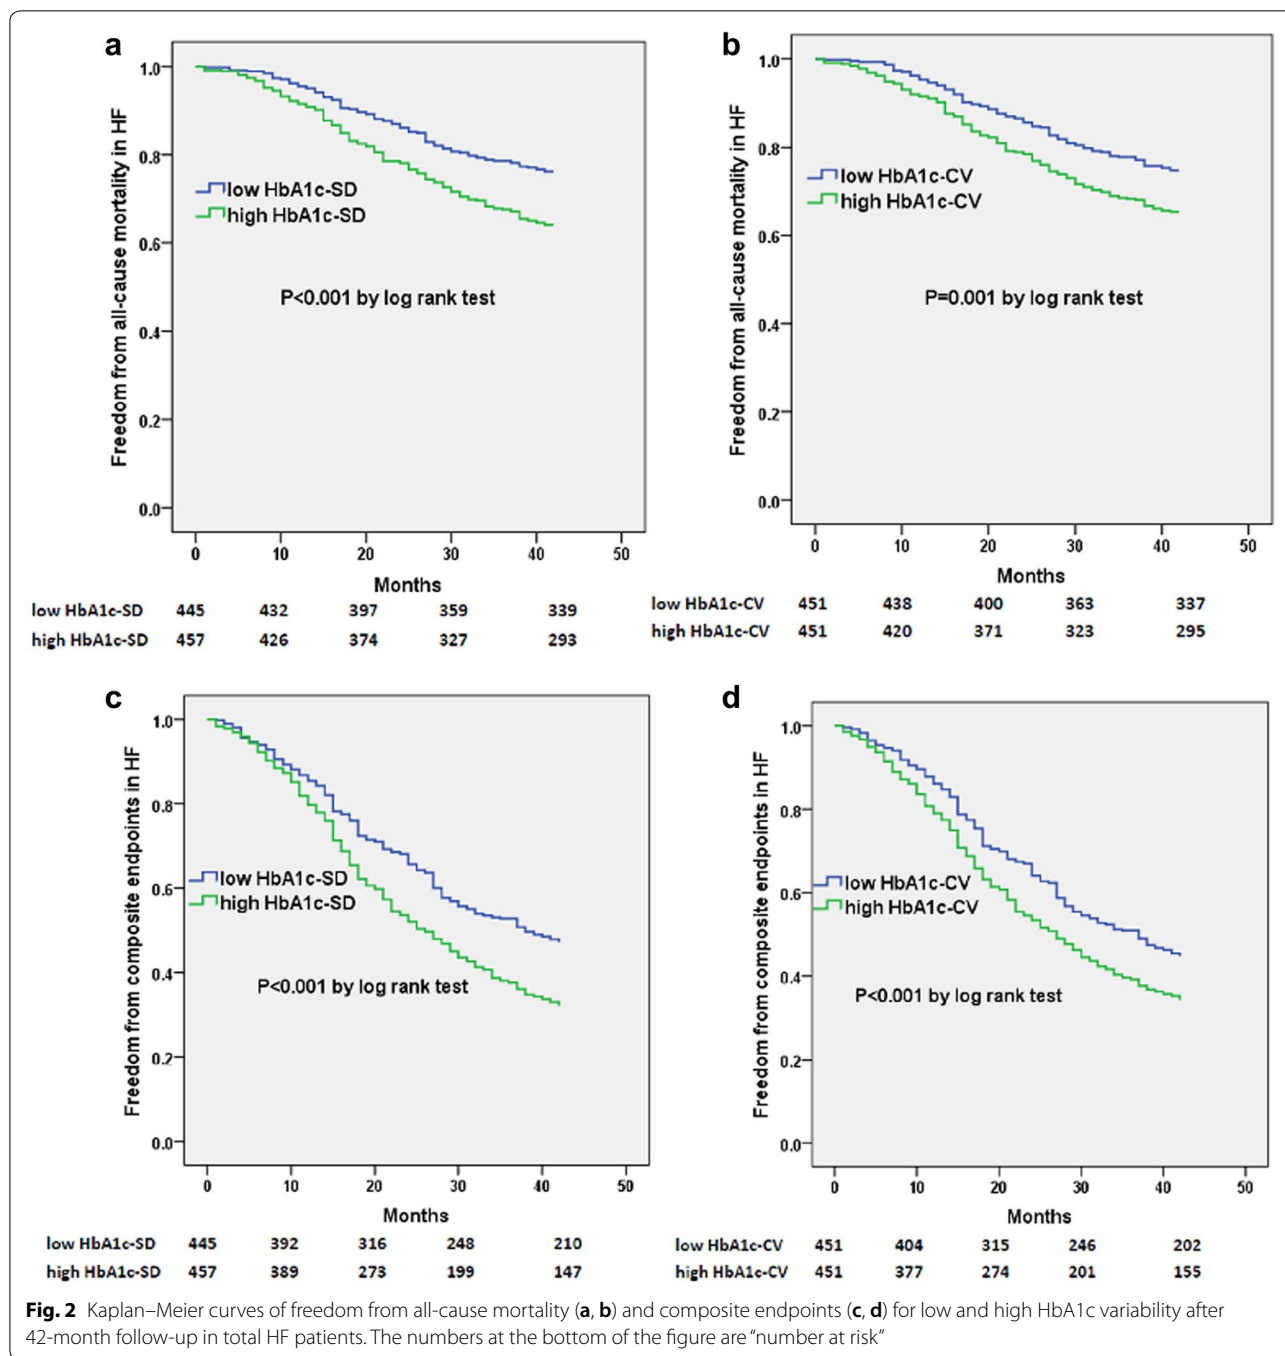 a
Freedom from all-cause mortality in HF
1.0
0.8
0.6
0.4
0.2
0.0
low HbA1c-SD
high HbA1c-SD
P<0.001 by log rank test
0 10 20 30 40 50
Months
low HbA1c-SD 445 432 397 359 339
high HbA1c-SD 457 426 374 327 293
b
Freedom from all-cause mortality in HF
1.0
0.8
0.6
0.4
0.2
0.0
low HbA1c-CV
high HbA1c-CV
P=0.001 by log rank test
0 10 20 30 40 50
Months
low HbA1c-CV 451 438 400 363 337
high HbA1c-CV 451 420 371 323 295
c
Freedom from composite endpoints in HF
1.0
0.8
0.6
0.4
0.2
0.0
low HbA1c-SD
high HbA1c-SD
P<0.001 by log rank test
0 10 20 30 40 50
Months
low HbA1c-SD 445 392 316 248 210
high HbA1c-SD 457 389 273 199 147
d
Freedom from composite endpoints in HF
1.0
0.8
0.6
0.4
0.2
0.0
low HbA1c-CV
high HbA1c-CV
P<0.001 by log rank test
0 10 20 30 40 50
Months
low HbA1c-CV 451 404 315 246 202
high HbA1c-CV 451 377 274 201 155
Fig. 2 Kaplan–Meier curves of freedom from all-cause mortality (a, b) and composite endpoints (c, d) for low and high HbA1c variability after
42-month follow-up in total HF patients. The numbers at the bottom of the figure are “number at risk”